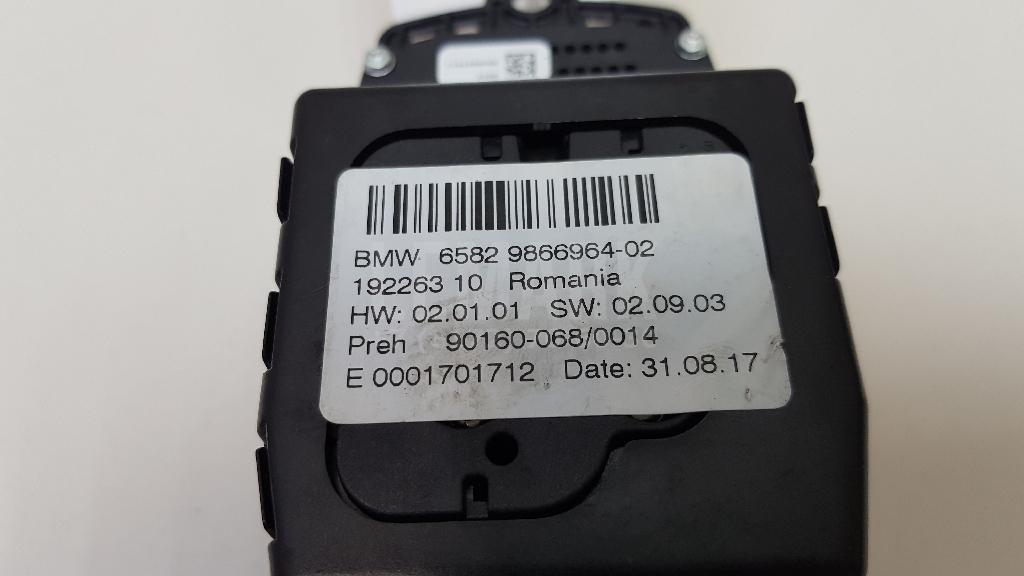 BMW 6582 9866964-02
192263 10 Romania
HW: 02.01.01 SW: 02.09.03
Preh 90160-068/0014
E 0001701712 Date: 31.08.17